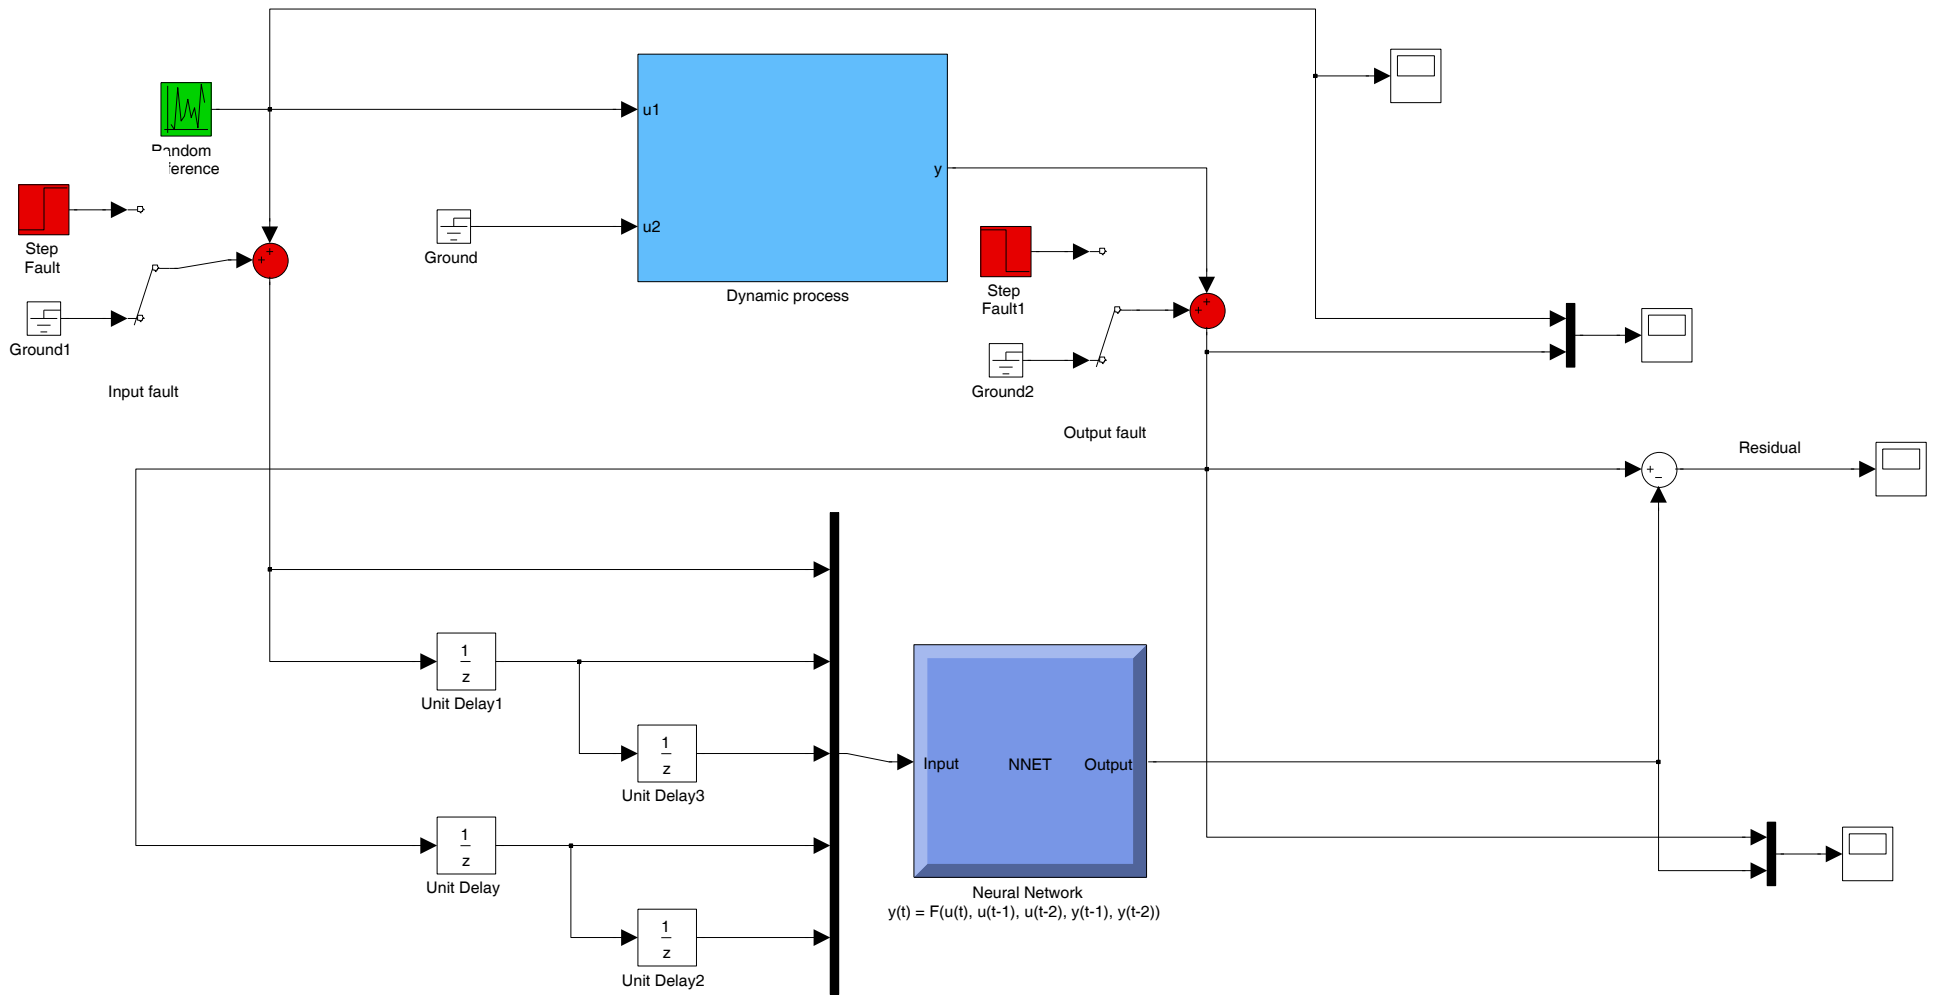 u1
y
u2
Dynamic process
ference
Step
Fault
Ground
Ground1
Input fault
Step
Fault1
Ground2
Output fault
+
+
+
+
Residual
+
−
1
z
Unit Delay1
1
z
Unit Delay3
1
z
Unit Delay
1
z
Unit Delay2
Input NNET Output
Neural Network
y(t) = F(u(t), u(t-1), u(t-2), y(t-1), y(t-2))